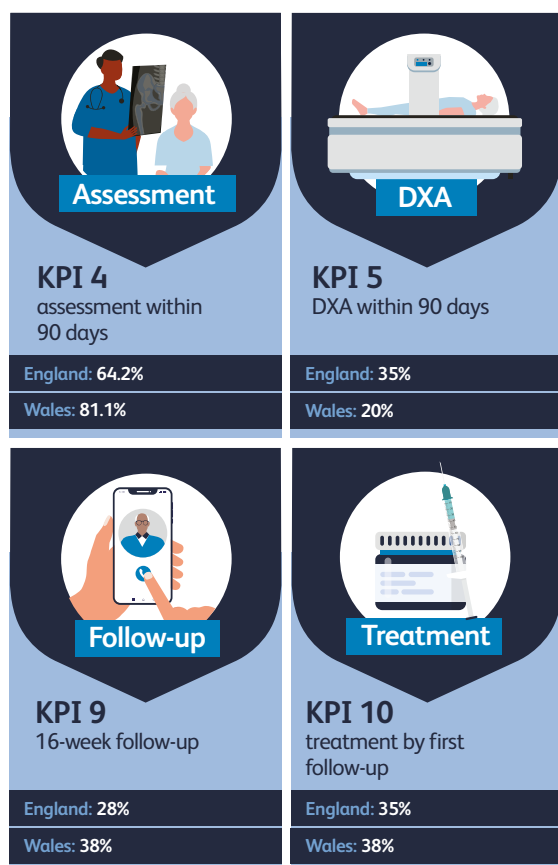 Assessment
KPI 4
assessment within
90 days
England: 64.2%
Wales: 81.1%
DXA
KPI 5
DXA within 90 days
England: 35%
Wales: 20%
Follow-up
KPI 9
16-week follow-up
England: 28%
Wales: 38%
Treatment
KPI 10
treatment by first
follow-up
England: 35%
Wales: 38%